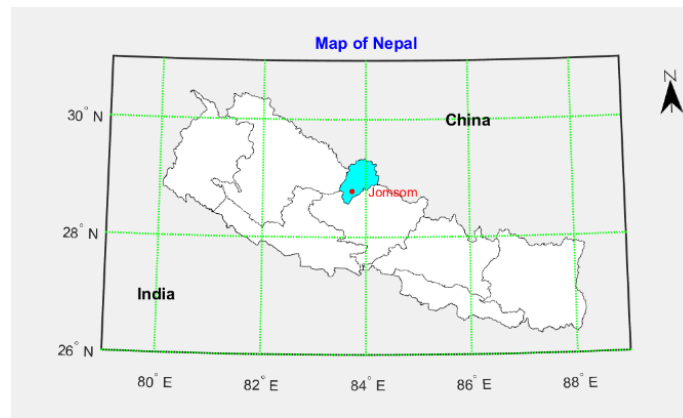 Map of Nepal
N
30° N
China
Jomsom
28° N
India
26° N
80° E
82° E
84° E
86° E
88° E